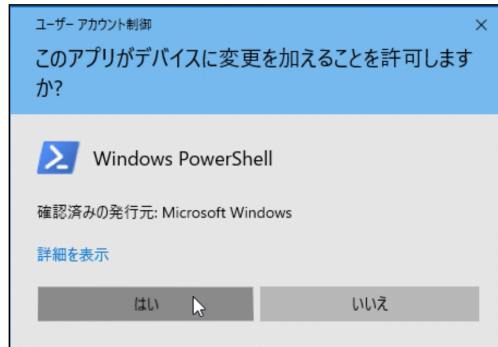 ユーザー アカウント制御
このアプリがデバイスに変更を加えることを許可します
か?
Windows PowerShell
確認済みの発行元: Microsoft Windows
詳細を表示
はい
いいえ